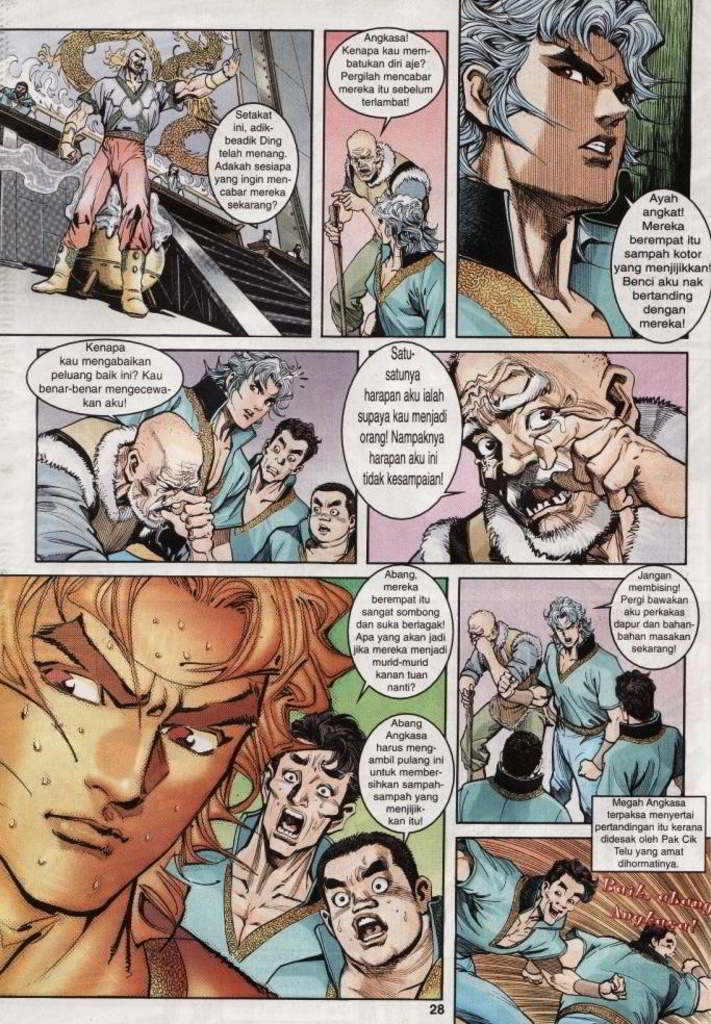 Setakat
ini, adik-
beadik Ding
telah menang.
Adakah sesiapa
yang ingin men-
cabar mereka
sekarang?
Angkasa!
Kenapa kau mem-
batukan diri aje?
Pergilah mencabar
mereka itu sebelum
terlambat!
Ayah
angkat!
Mereka
berempat itu
sampah kotor
yang menjijikkan!
Benci aku nak
bertanding
dengan
mereka!
Kenapa
kau mengabaikan
peluang baik ini? Kau
benar-benar mengecewa-
kan aku!
Satu-
satunya
harapan aku ialah
supaya kau menjadi
orang! Nampaknya
harapan aku ini
tidak kesampaian!
Abang,
mereka
berempat itu
sangat sombong
dan suka berlagak!
Apa yang akan jadi
jika mereka menjadi
murid-murid
kanan tuan
nanti?
Abang
Angkasa
harus meng-
ambil pulang ini
untuk member-
sihkan sampah-
sampah yang
menjijik-
kan itu!
Jangan
membising!
Pergi bawakan
aku perkakas
dapur dan bahan-
bahan masakan
sekarang!
Megah Angkasa
terpaksa menyertai
pertandingan itu kerana
didesak oleh Pak Cik
Telu yang amat
dihormatinya.
Baik, abang
Angkasa!
28